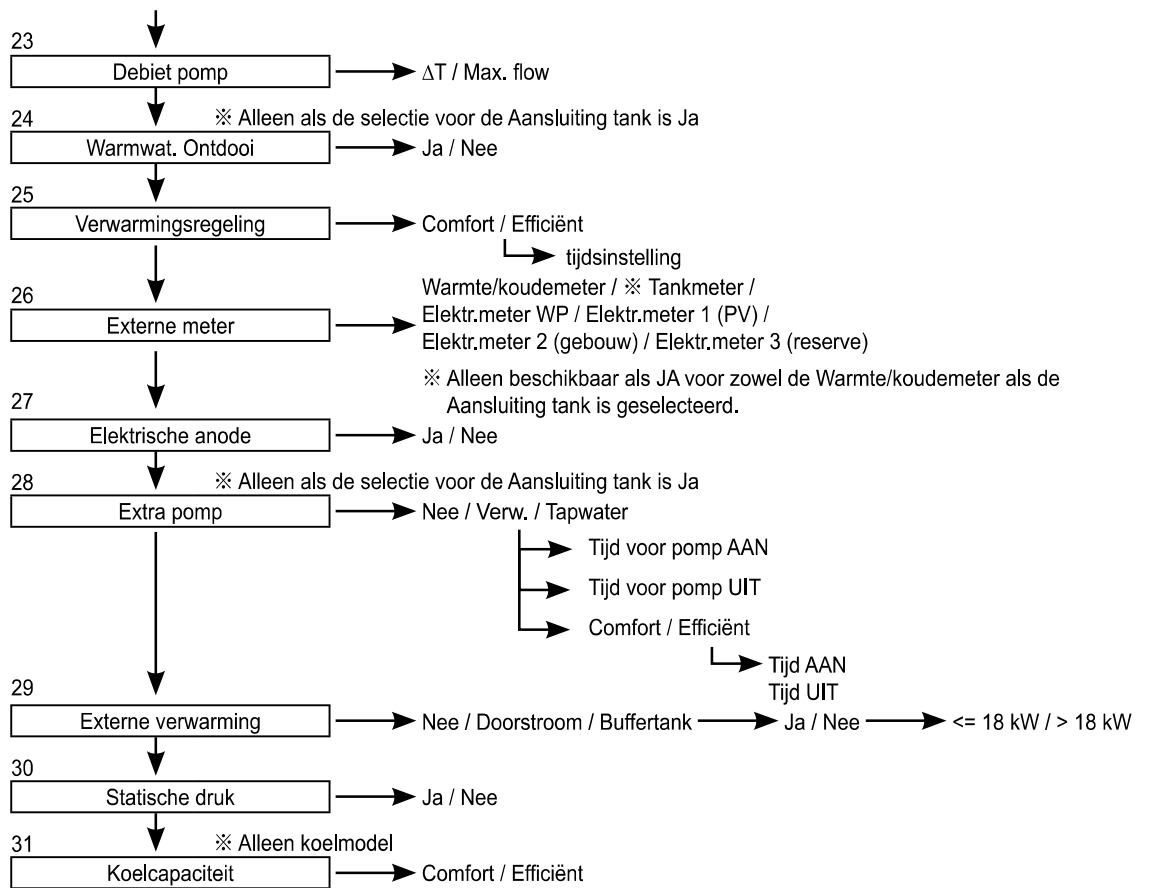 23
Debiet pomp
ΔT / Max. flow
24
※ Alleen als de selectie voor de Aansluiting tank is Ja
Warmwat. Ontdooi
Ja / Nee
25
Verwarmingsregeling
Comfort / Efficiënt
tijdsinstelling
26
Externe meter
Warmte/koudemeter / ※ Tankmeter /
Elektr.meter WP / Elektr.meter 1 (PV) /
Elektr.meter 2 (gebouw) / Elektr.meter 3 (reserve)
※ Alleen beschikbaar als JA voor zowel de Warmte/koudemeter als de
Aansluiting tank is geselecteerd.
27
Elektrische anode
Ja / Nee
28
※ Alleen als de selectie voor de Aansluiting tank is Ja
Extra pomp
Nee / Verw. / Tapwater
Tijd voor pomp AAN
Tijd voor pomp UIT
Comfort / Efficiënt
Tijd AAN
Tijd UIT
29
Externe verwarming
Nee / Doorstroom / Buffertank
Ja / Nee
<= 18 kW / > 18 kW
30
Statische druk
Ja / Nee
31
※ Alleen koelmodel
Koelcapaciteit
Comfort / Efficiënt